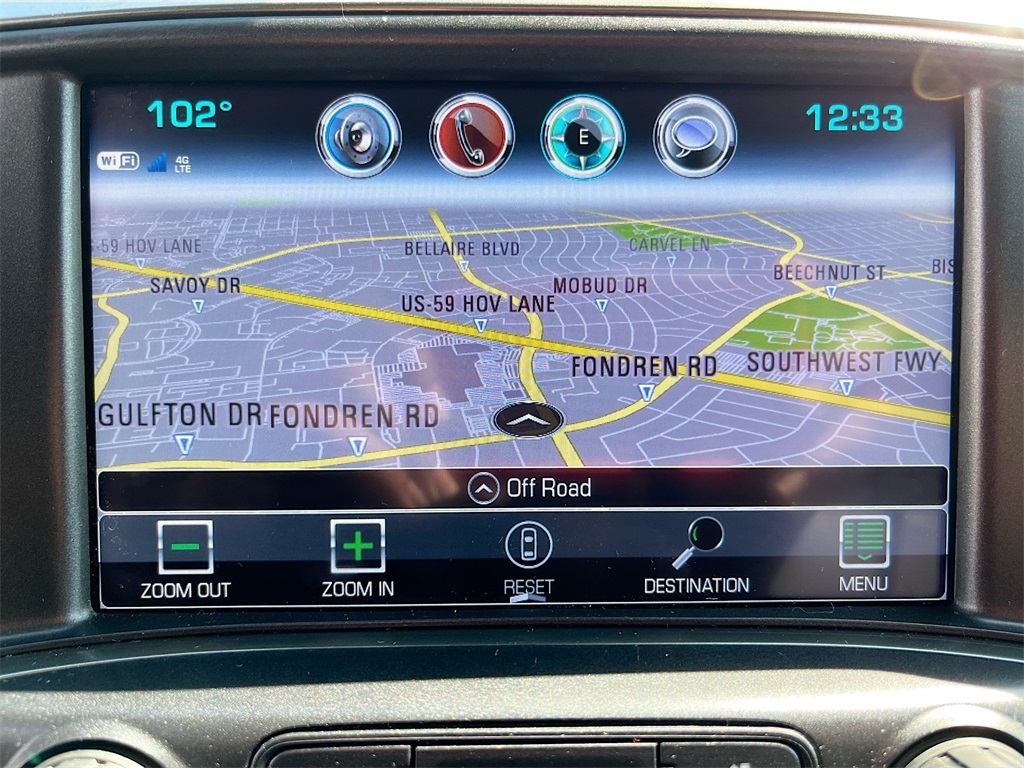 102°
E
12:33
WiFi
4G
LTE
-59 HOV LANE
BELLAIRE BLVD
CARVEL LN
SAVOY DR
BEECHNUT ST
BIS
MOBUD DR
US-59 HOV LANE
FONDREN RD
SOUTHWEST FWY
GULFTON DR
FONDREN RD
Off Road
ZOOM OUT
ZOOM IN
RESET
DESTINATION
MENU